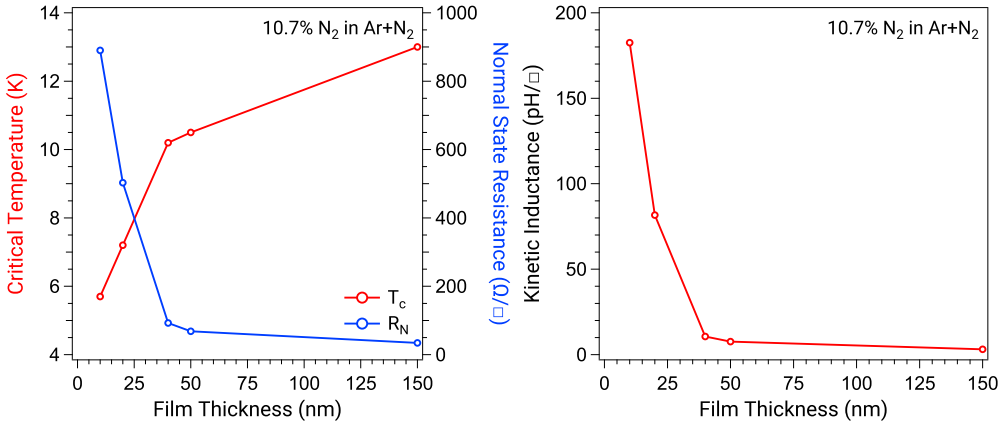 10.7% N₂ in Ar+N₂
14
12
10
8
6
4
Critical Temperature (K)
1000
800
600
400
200
0
Normal State Resistance (Ω/□)
T_c
R_N
0 25 50 75 100 125 150
Film Thickness (nm)
10.7% N₂ in Ar+N₂
200
150
100
50
0
Kinetic Inductance (pH/□)
0 25 50 75 100 125 150
Film Thickness (nm)